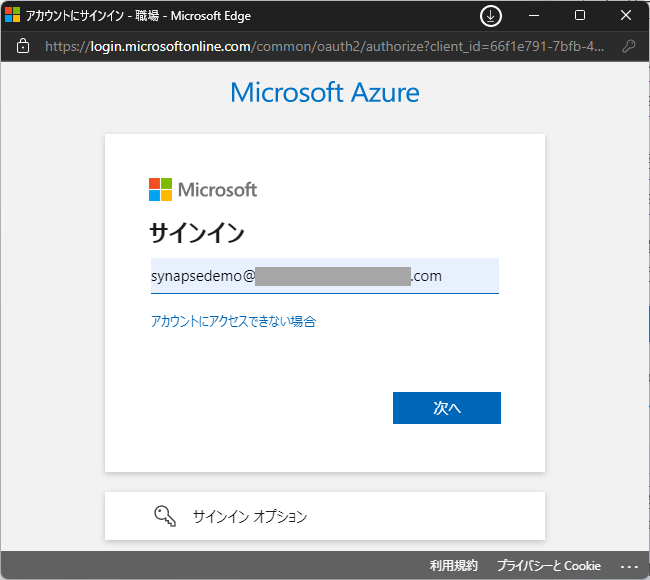 アカウントにサインイン - 職場 - Microsoft Edge
https://login.microsoftonline.com/common/oauth2/authorize?client_id=66f1e791-7bfb-4...
Microsoft Azure
Microsoft
サインイン
synapsedemo@ .com
アカウントにアクセスできない場合
次へ
サインイン オプション
利用規約 プライバシーと Cookie ...